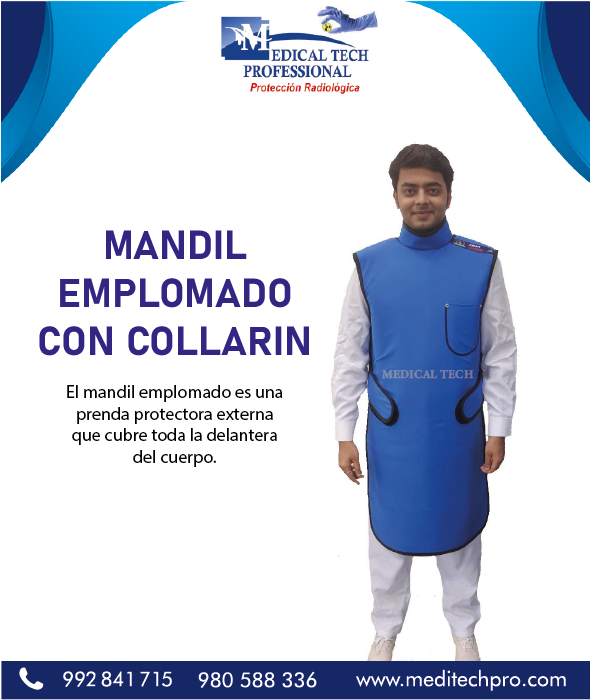 MEDICAL TECH
PROFESSIONAL
Protección Radiológica
MANDIL
EMPLOMADO
CON COLLARIN
El mandil emplomado es una
prenda protectora externa
que cubre toda la delantera
del cuerpo.
MEDICAL TECH
992 841 715 980 588 336 www.meditechpro.com